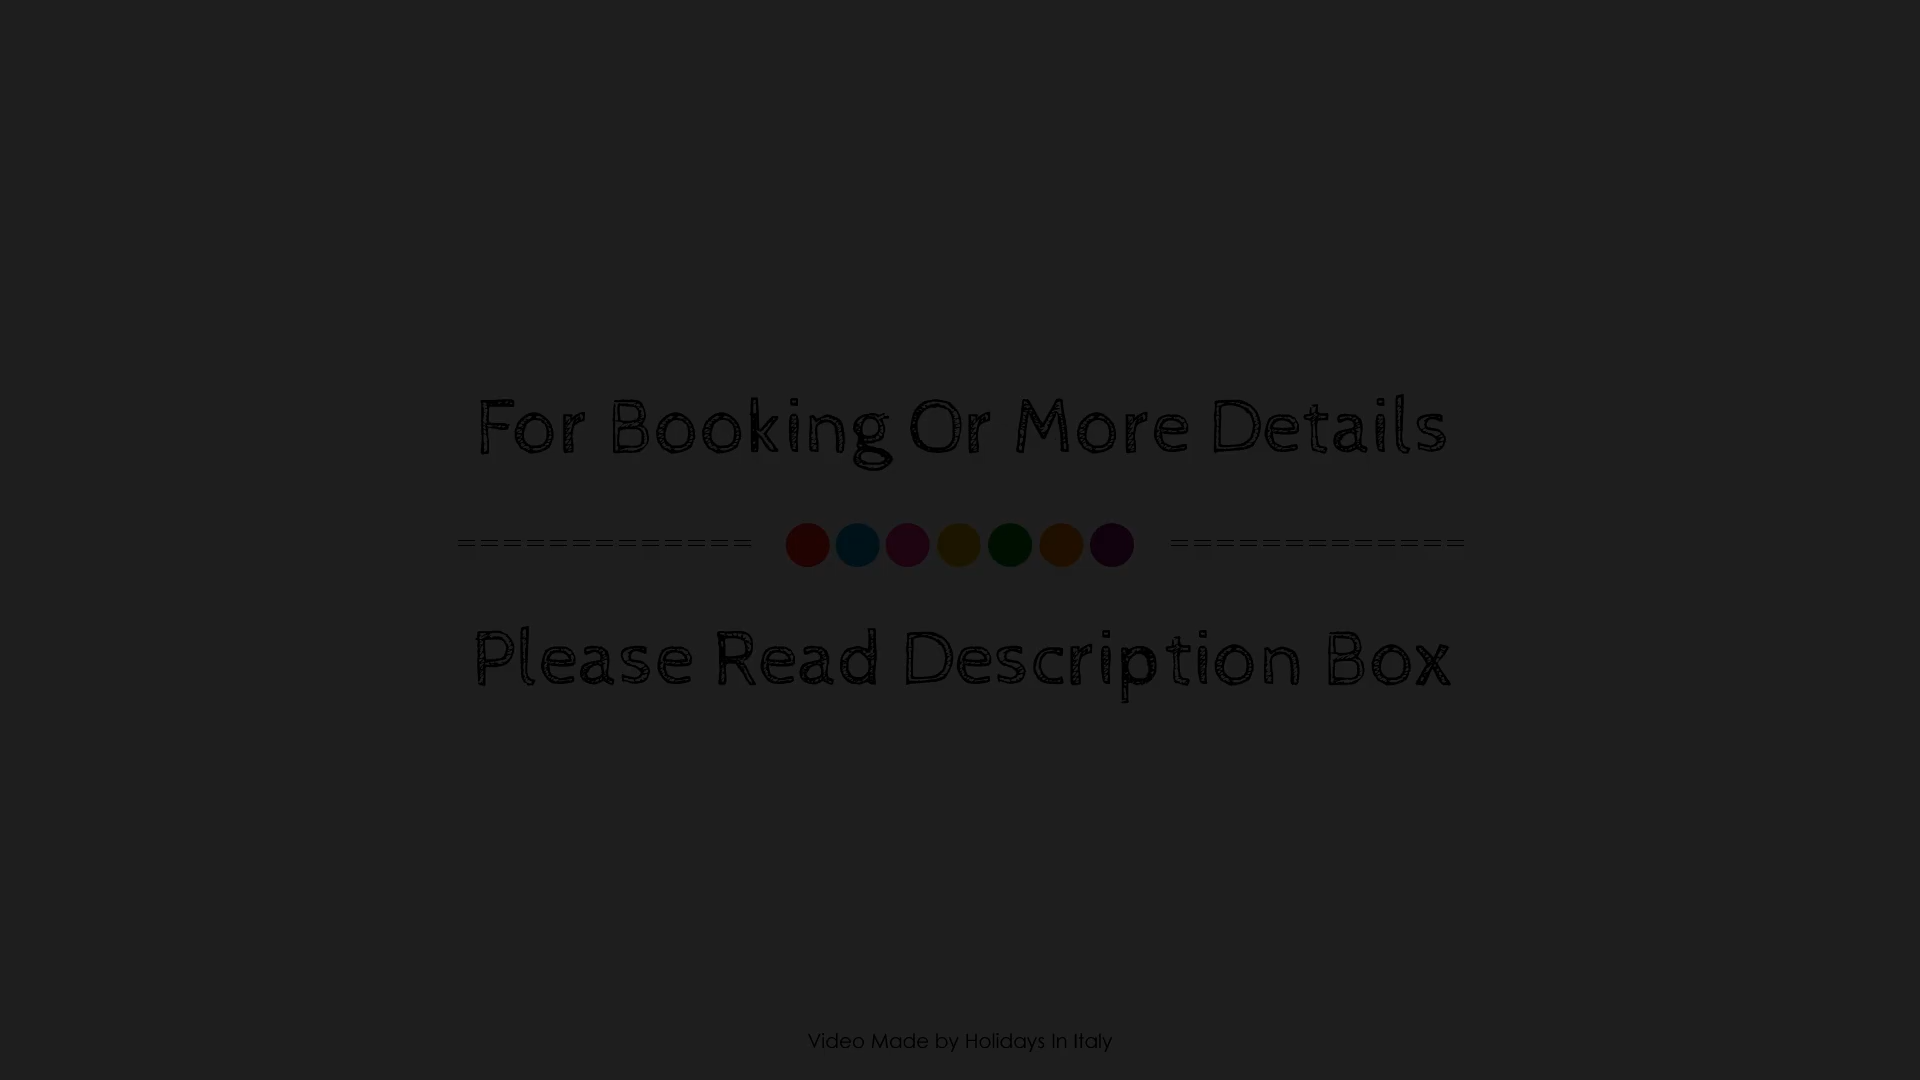 For Booking Or More Details
============= =============
Please Read Description Box
Video Made by Holidays In Italy